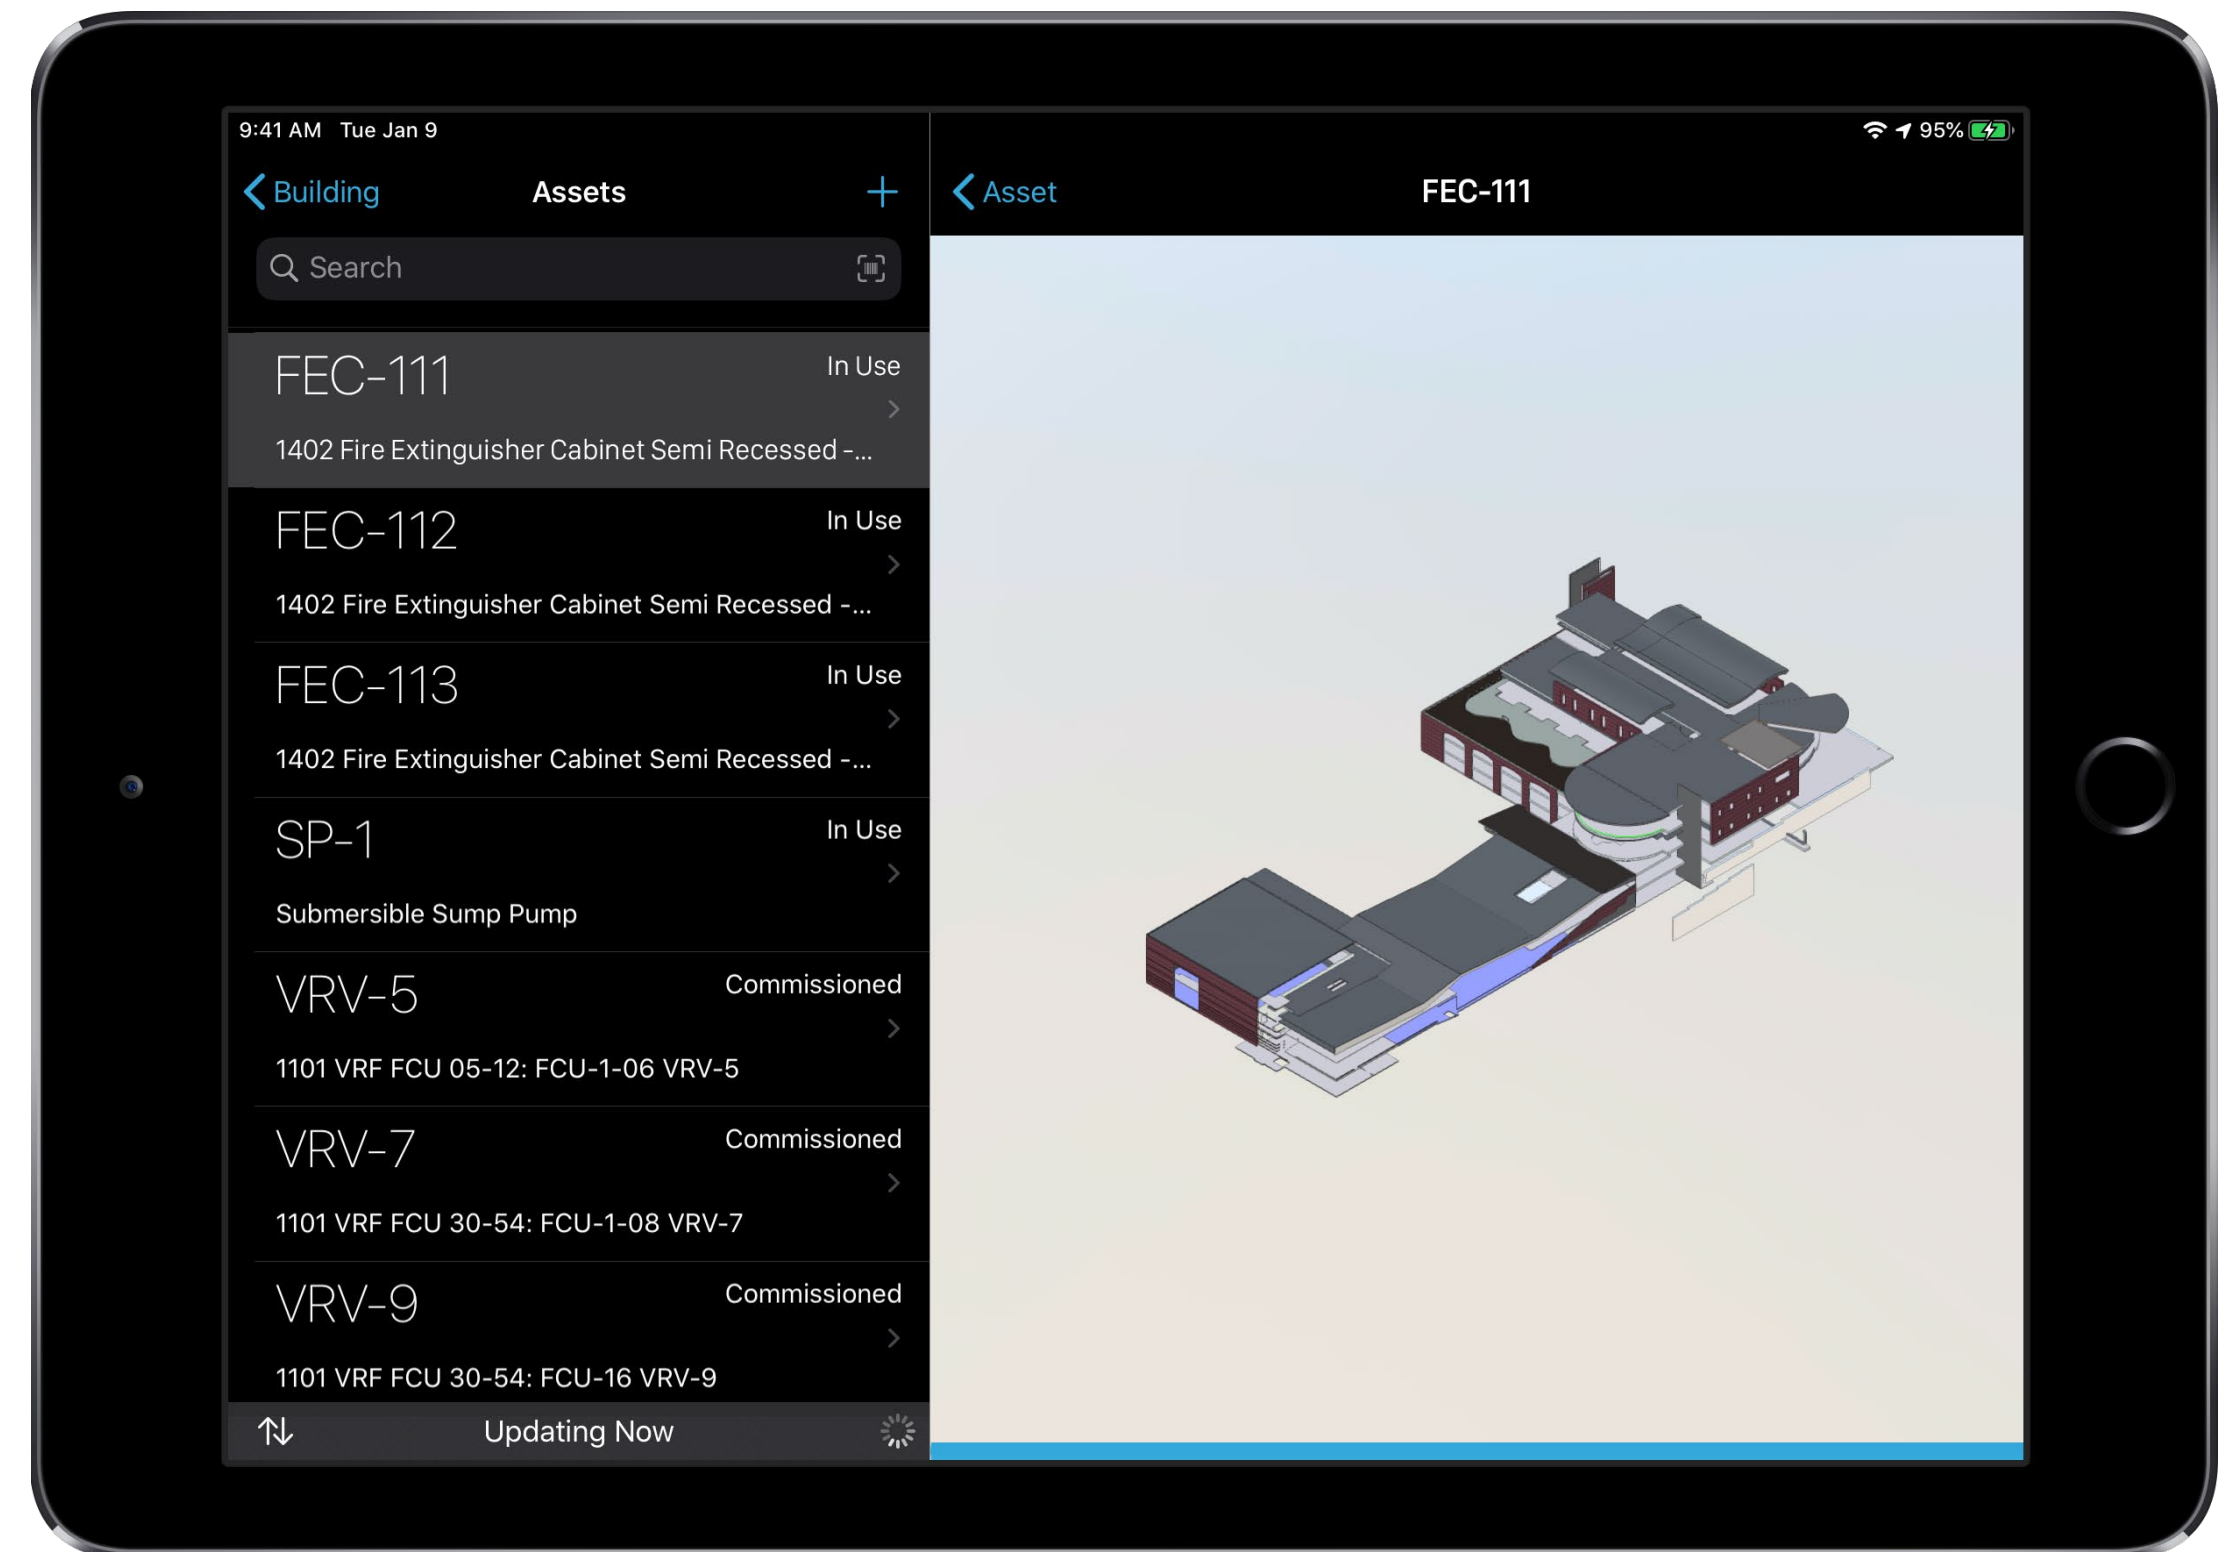 9:41 AM Tue Jan 9
95%
Building
Assets
Asset
FEC-111
Search
FEC-111
In Use
1402 Fire Extinguisher Cabinet Semi Recessed -...
FEC-112
In Use
1402 Fire Extinguisher Cabinet Semi Recessed -...
FEC-113
In Use
1402 Fire Extinguisher Cabinet Semi Recessed -...
SP-1
In Use
Submersible Sump Pump
VRV-5
Commissioned
1101 VRF FCU 05-12: FCU-1-06 VRV-5
VRV-7
Commissioned
1101 VRF FCU 30-54: FCU-1-08 VRV-7
VRV-9
Commissioned
1101 VRF FCU 30-54: FCU-16 VRV-9
Updating Now